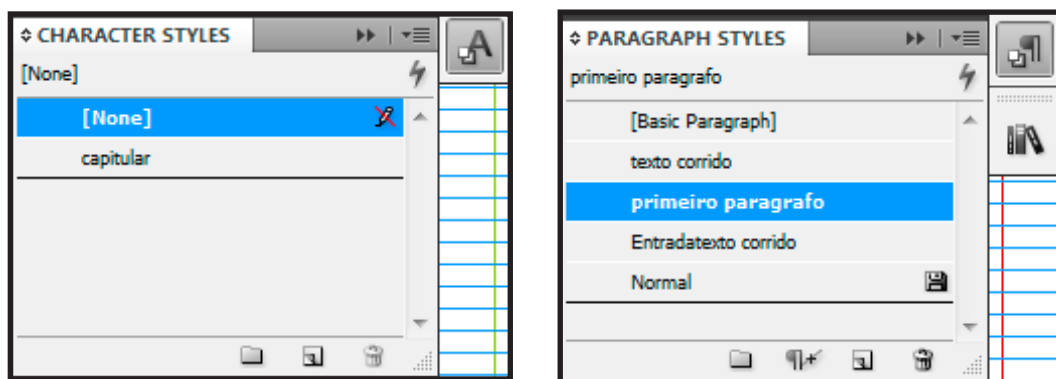 CHARACTER STYLES
[None]
[None]
capitular
PARAGRAPH STYLES
primeiro paragrafo
[Basic Paragraph]
texto corrido
primeiro paragrafo
Entradatexto corrido
Normal